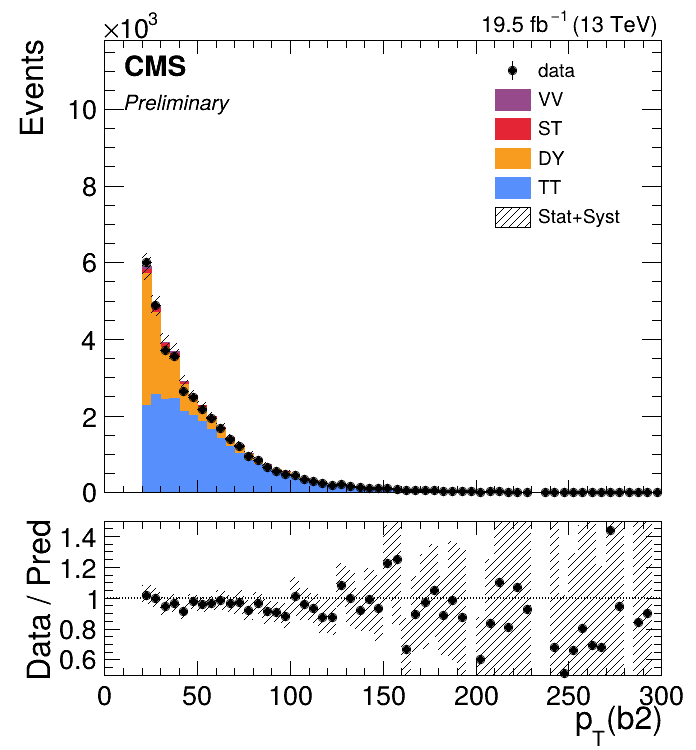 ×10³
19.5 fb⁻¹ (13 TeV)
CMS
Preliminary
data
VV
ST
DY
TT
Stat+Syst
Events
10
8
6
4
2
0
Data / Pred
1.4
1.2
1
0.8
0.6
0 50 100 150 200 250 300
p_T(b2)